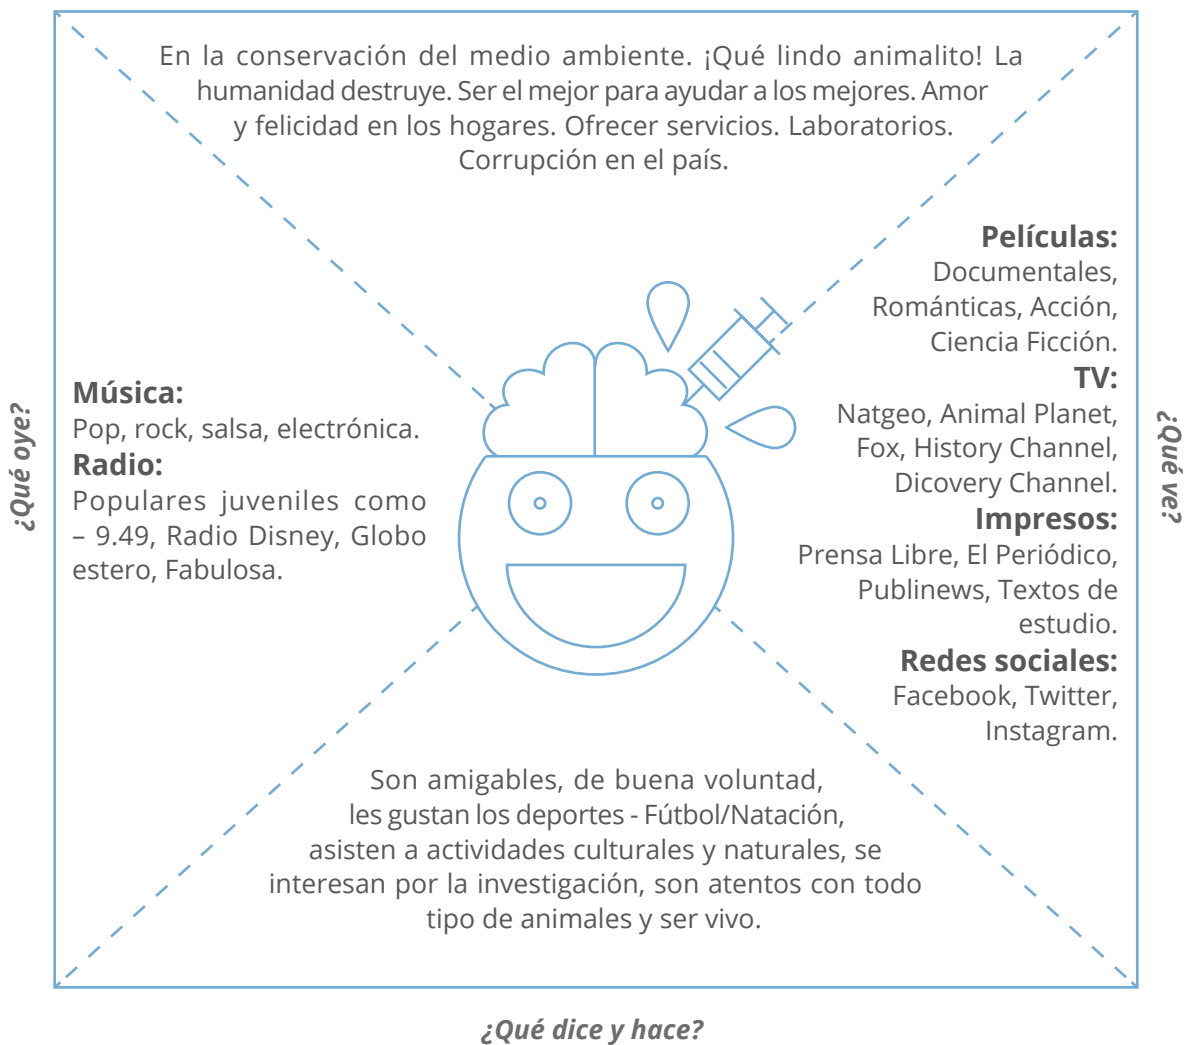 En la conservación del medio ambiente. ¡Qué lindo animalito! La
humanidad destruye. Ser el mejor para ayudar a los mejores. Amor
y felicidad en los hogares. Ofrecer servicios. Laboratorios.
Corrupción en el país.
¿Qué oye?
Música:
Pop, rock, salsa, electrónica.
Radio:
Populares juveniles como
– 9.49, Radio Disney, Globo
estero, Fabulosa.
Películas:
Documentales,
Románticas, Acción,
Ciencia Ficción.
TV:
Natgeo, Animal Planet,
Fox, History Channel,
Dicovery Channel.
Impresos:
Prensa Libre, El Periódico,
Publinews, Textos de
estudio.
Redes sociales:
Facebook, Twitter,
Instagram.
¿Qué ve?
Son amigables, de buena voluntad,
les gustan los deportes - Fútbol/Natación,
asisten a actividades culturales y naturales, se
interesan por la investigación, son atentos con todo
tipo de animales y ser vivo.
¿Qué dice y hace?